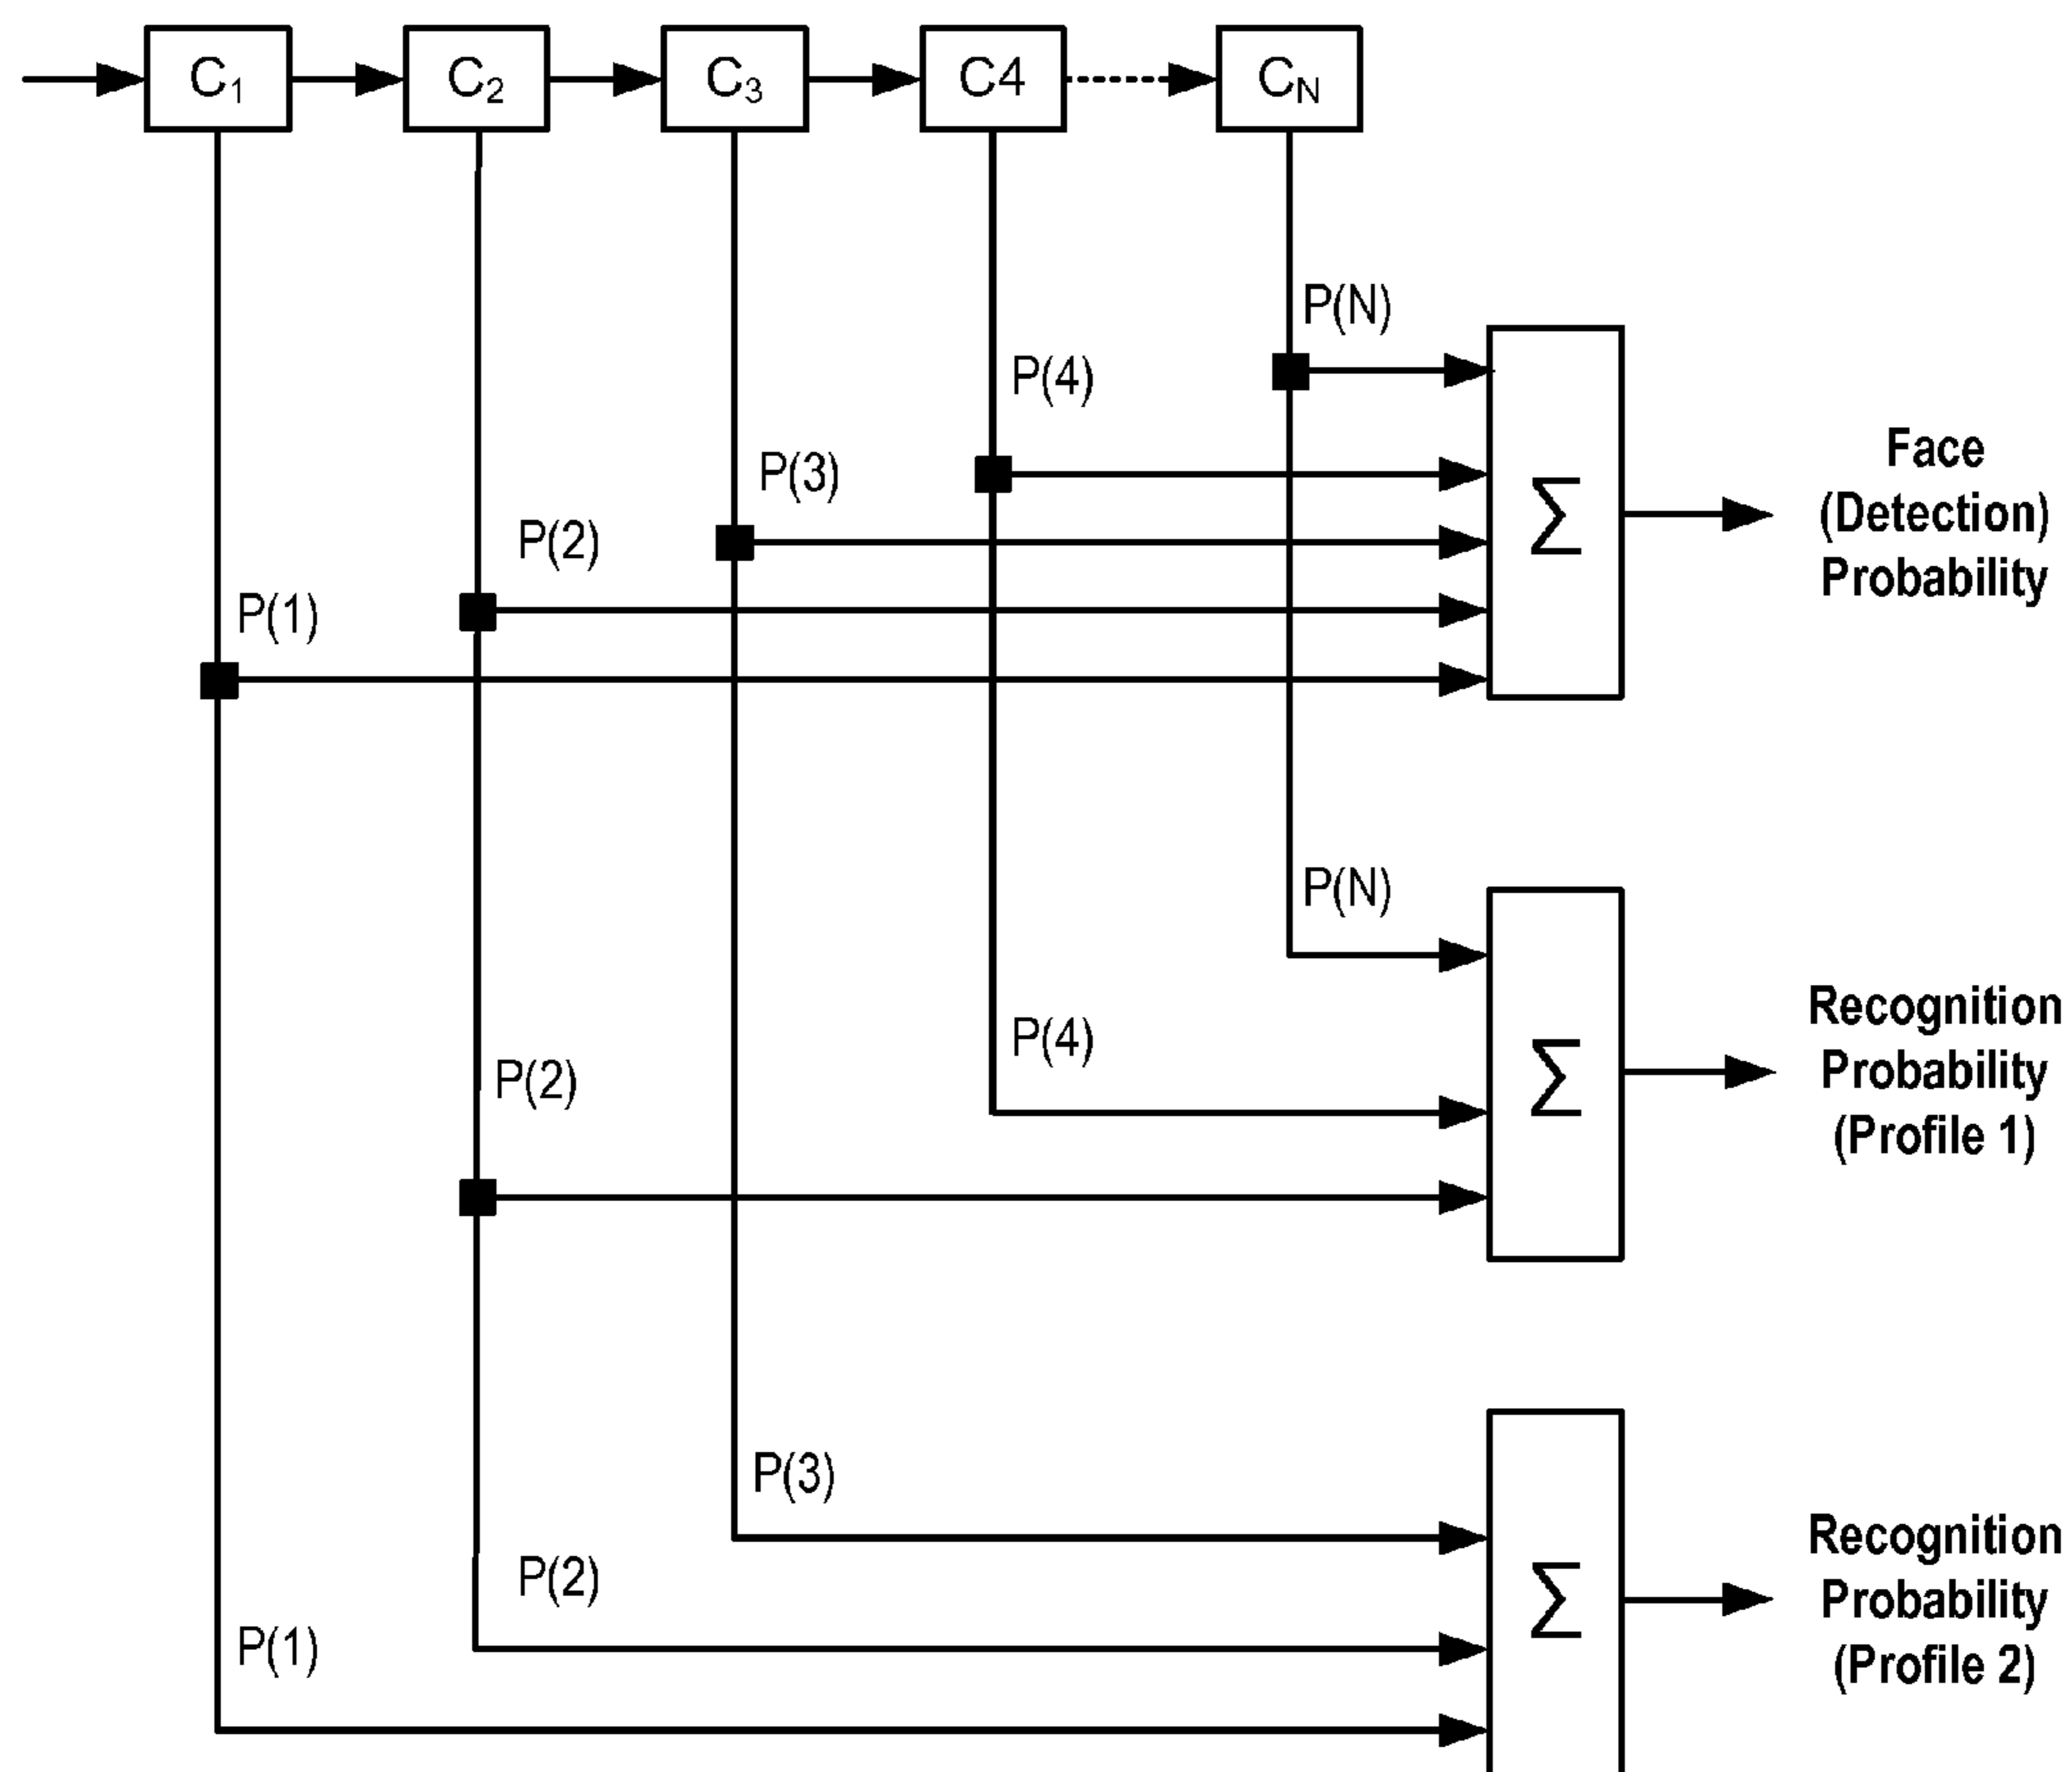 C₁ C₂ C₃ C4 C_N
P(N)
P(4)
P(3)
P(2)
P(1)
Σ
Face
(Detection)
Probability
P(N)
P(4)
P(2)
Σ
Recognition
Probability
(Profile 1)
P(3)
P(2)
P(1)
Σ
Recognition
Probability
(Profile 2)